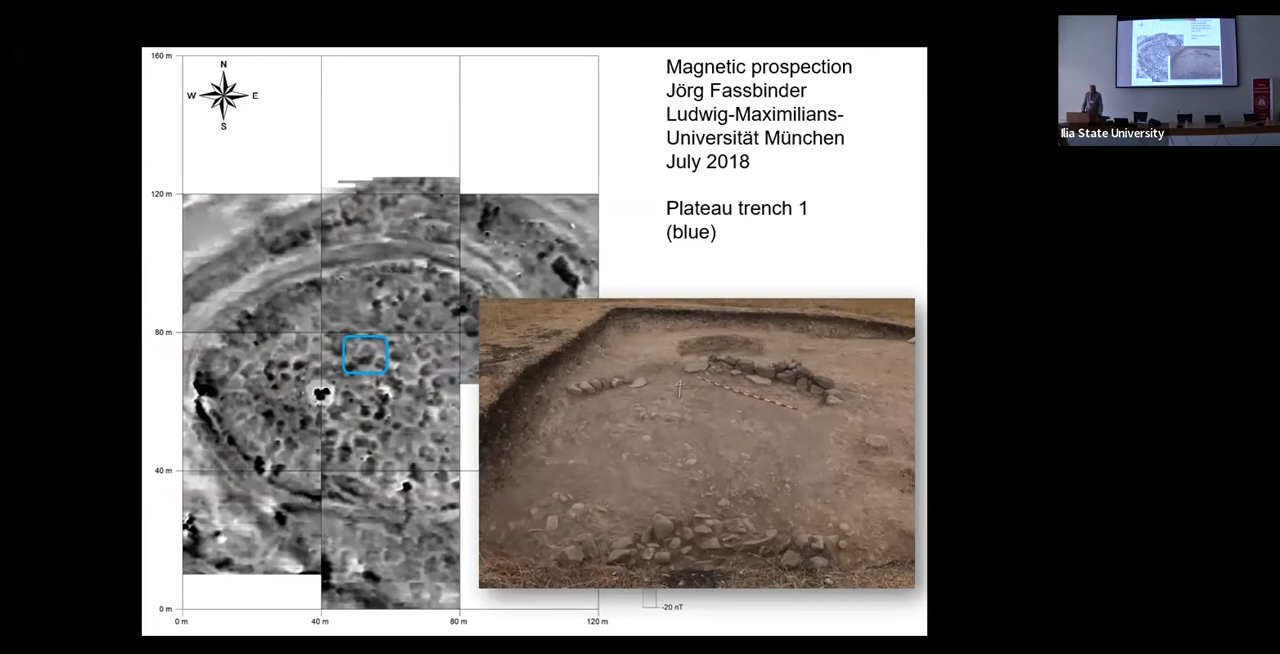 160 m
N
W
E
S
120 m
80 m
40 m
0 m
0 m
40 m
80 m
120 m
-20 nT
Magnetic prospection
Jörg Fassbinder
Ludwig-Maximilians-
Universität München
July 2018
Plateau trench 1
(blue)
Ilia State University